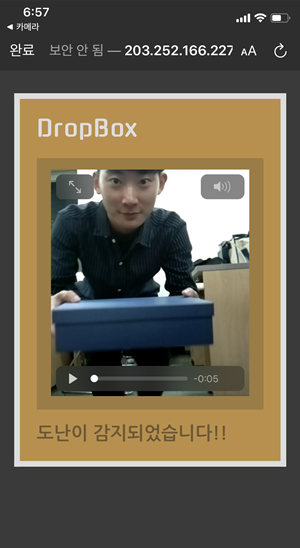 6:57
◀ 카메라
완료 보안 안 됨 — 203.252.166.227 AA
DropBox
-0:05
도난이 감지되었습니다!!